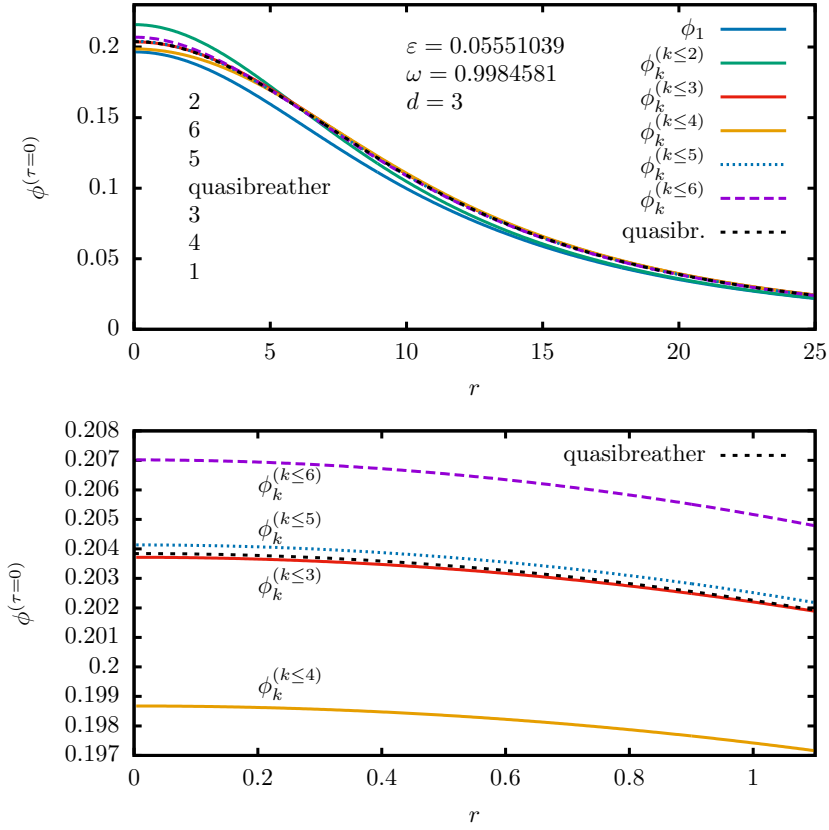 0.2
0.15
0.1
0.05
0
0
5
10
15
20
25
r
ϕ^{(τ=0)}
ε = 0.05551039
ω = 0.9984581
d = 3
2
6
5
quasibreather
3
4
1
ϕ_1
ϕ_k^{(k≤2)}
ϕ_k^{(k≤3)}
ϕ_k^{(k≤4)}
ϕ_k^{(k≤5)}
ϕ_k^{(k≤6)}
quasibr.
0.208
0.207
0.206
0.205
0.204
0.203
0.202
0.201
0.2
0.199
0.198
0.197
0
0.2
0.4
0.6
0.8
1
r
ϕ^{(τ=0)}
quasibreather
ϕ_k^{(k≤6)}
ϕ_k^{(k≤5)}
ϕ_k^{(k≤3)}
ϕ_k^{(k≤4)}